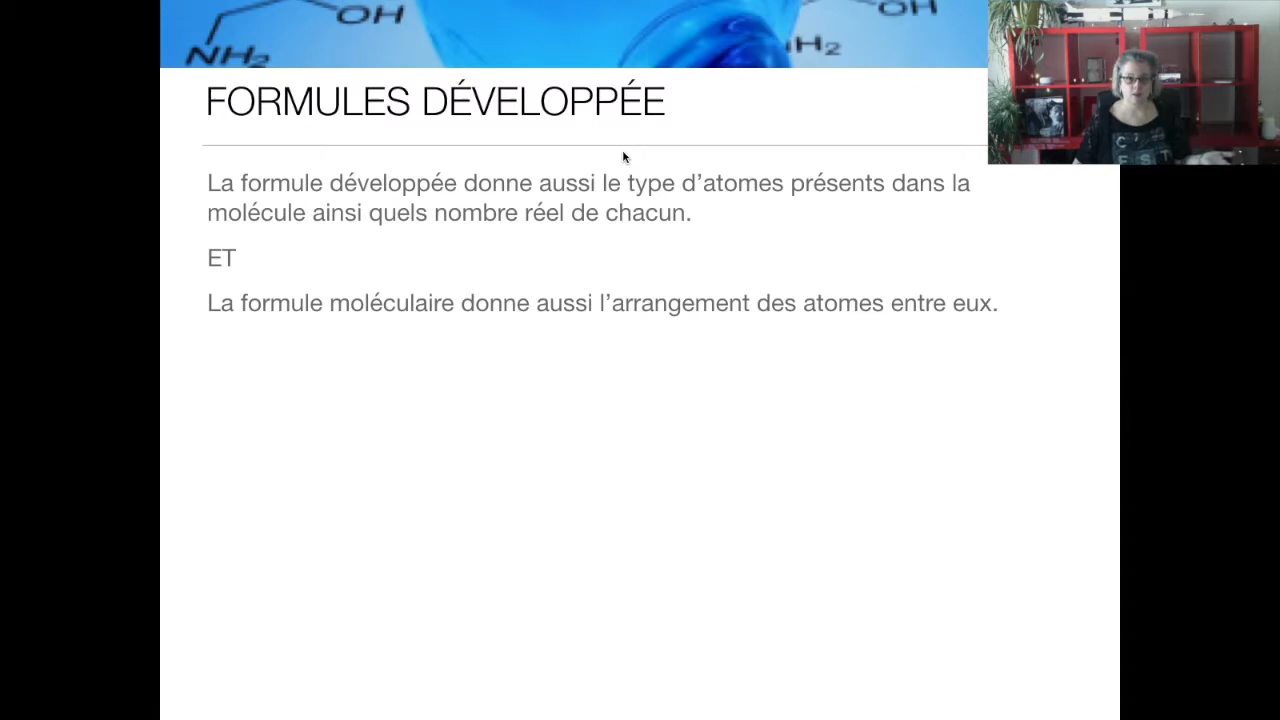 OH
OH
NH₂
H₂
FORMULES DÉVELOPPÉE
La formule développée donne aussi le type d’atomes présents dans la
molécule ainsi quels nombre réel de chacun.
ET
La formule moléculaire donne aussi l’arrangement des atomes entre eux.